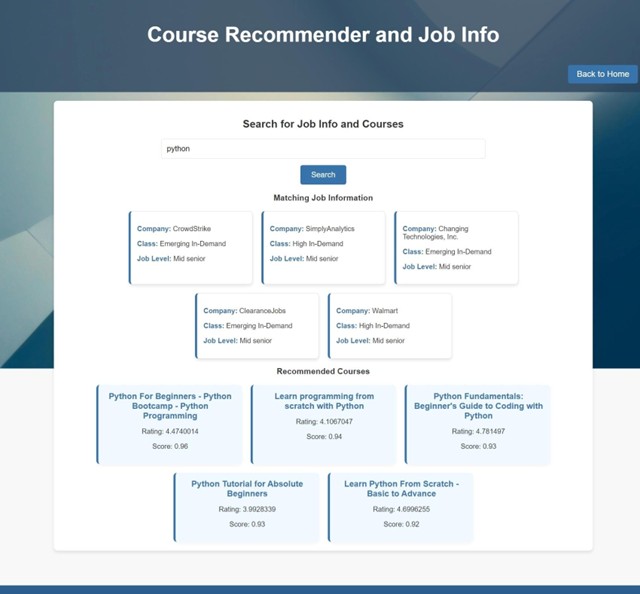 Course Recommender and Job Info
Back to Home
Search for Job Info and Courses
python
Search
Matching Job Information
Company: CrowdStrike
Class: Emerging In-Demand
Job Level: Mid senior
Company: SimplyAnalytics
Class: High In-Demand
Job Level: Mid senior
Company: Changing
Technologies, Inc.
Class: Emerging In-Demand
Job Level: Mid senior
Company: ClearanceJobs
Class: Emerging In-Demand
Job Level: Mid senior
Company: Walmart
Class: High In-Demand
Job Level: Mid senior
Recommended Courses
Python For Beginners - Python
Bootcamp - Python
Programming
Rating: 4.4740014
Score: 0.96
Learn programming from
scratch with Python
Rating: 4.1067047
Score: 0.94
Python Fundamentals:
Beginner's Guide to Coding with
Python
Rating: 4.781497
Score: 0.93
Python Tutorial for Absolute
Beginners
Rating: 3.9928339
Score: 0.93
Learn Python From Scratch -
Basic to Advance
Rating: 4.6996255
Score: 0.92